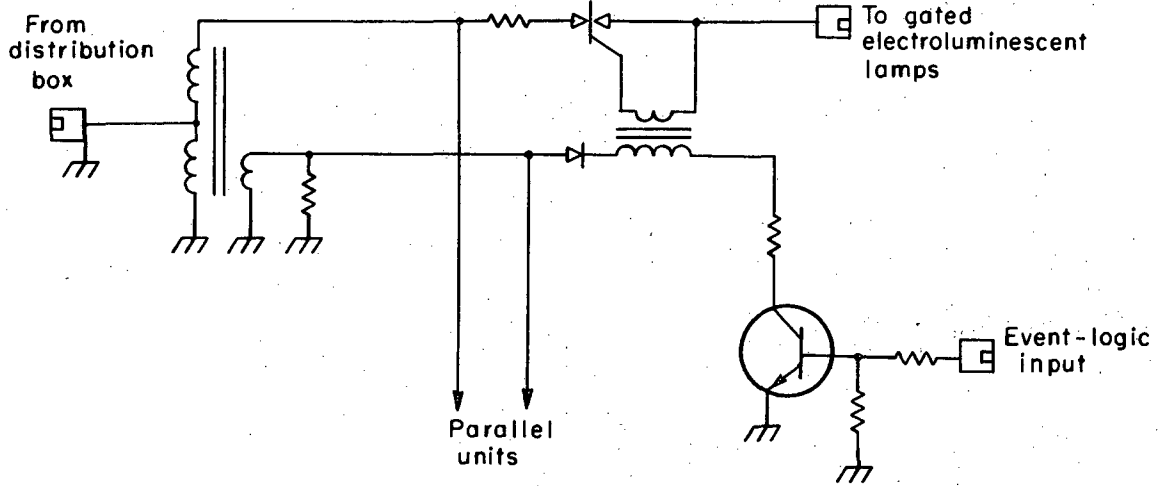 From
distribution
box
To gated
electroluminescent
lamps
Event-logic
input
Parallel
units